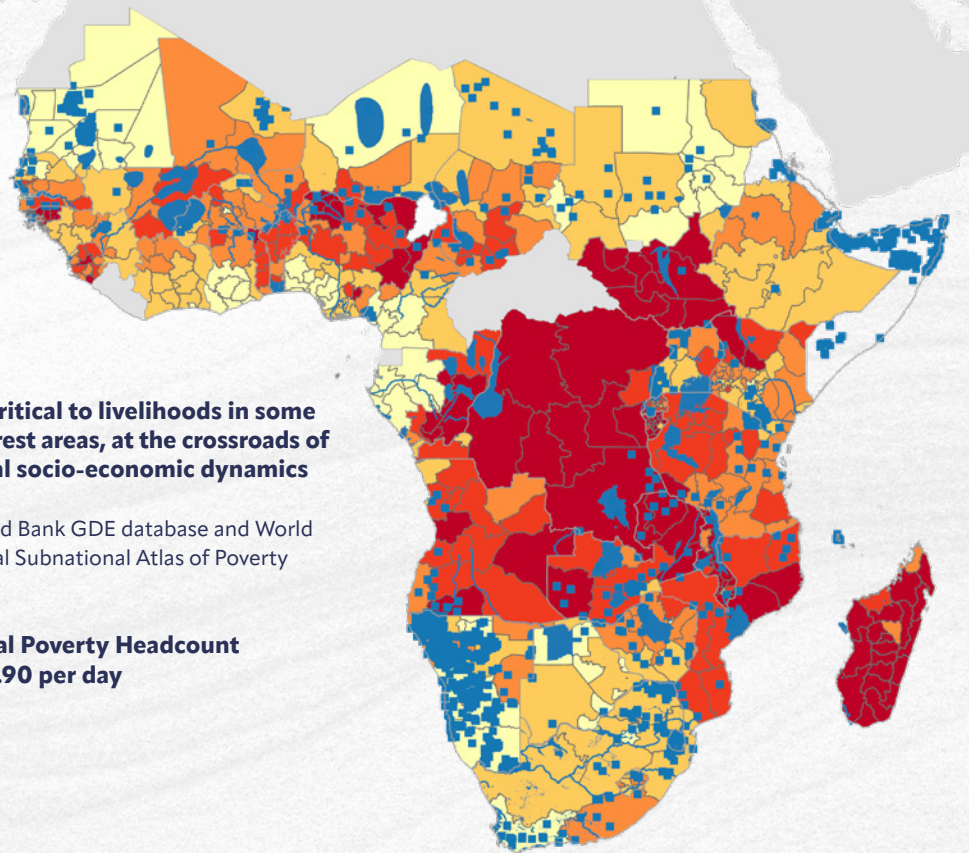 ritical to livelihoods in some
rest areas, at the crossroads of
l socio-economic dynamics
d Bank GDE database and World
al Subnational Atlas of Poverty
al Poverty Headcount
.90 per day